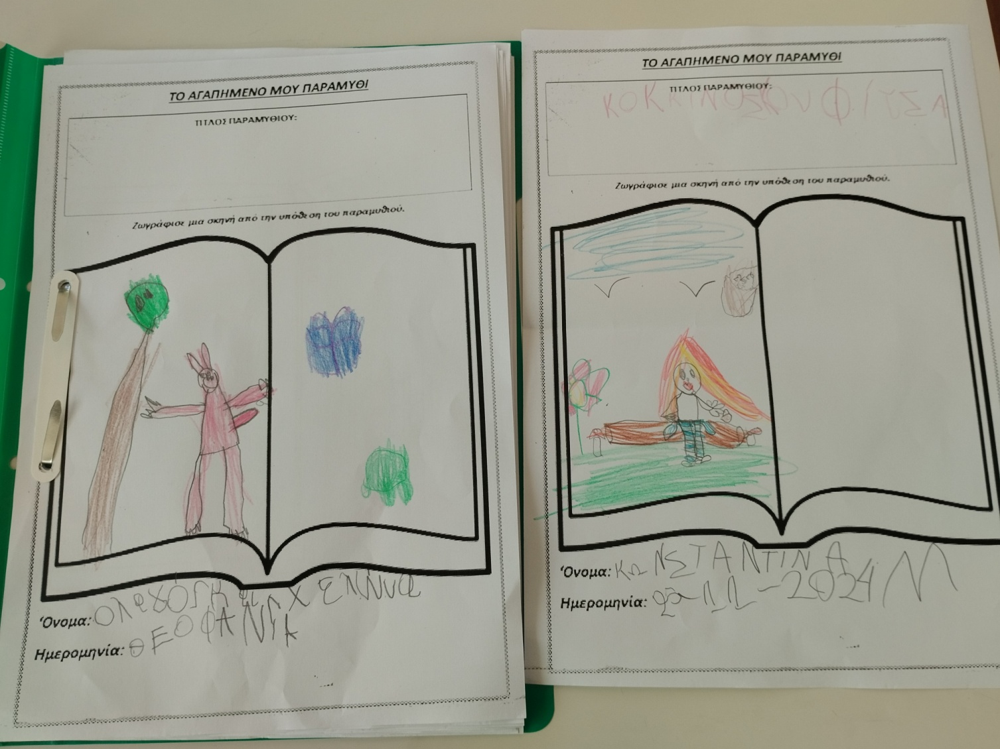 ΤΟ ΑΓΑΠΗΜΕΝΟ ΜΟΥ ΠΑΡΑΜΥΘΙ
ΤΙΤΛΟΣ ΠΑΡΑΜΥΘΙΟΥ:
Ζωγράφισε μια σκηνή από την υπόθεση του παραμυθιού.
Όνομα:
Ημερομηνία: ΘΕΟΦΑΝΙΑ
ΤΟ ΑΓΑΠΗΜΕΝΟ ΜΟΥ ΠΑΡΑΜΥΘΙ
ΤΙΤΛΟΣ ΠΑΡΑΜΥΘΙΟΥ:
ΚΟΚΚΙΝΟΣΚΟΥΦΙΤΣΑ
Ζωγράφισε μια σκηνή από την υπόθεση του παραμυθιού.
Όνομα: ΚΩΝΣΤΑΝΤΙΝΑ Μ
Ημερομηνία: